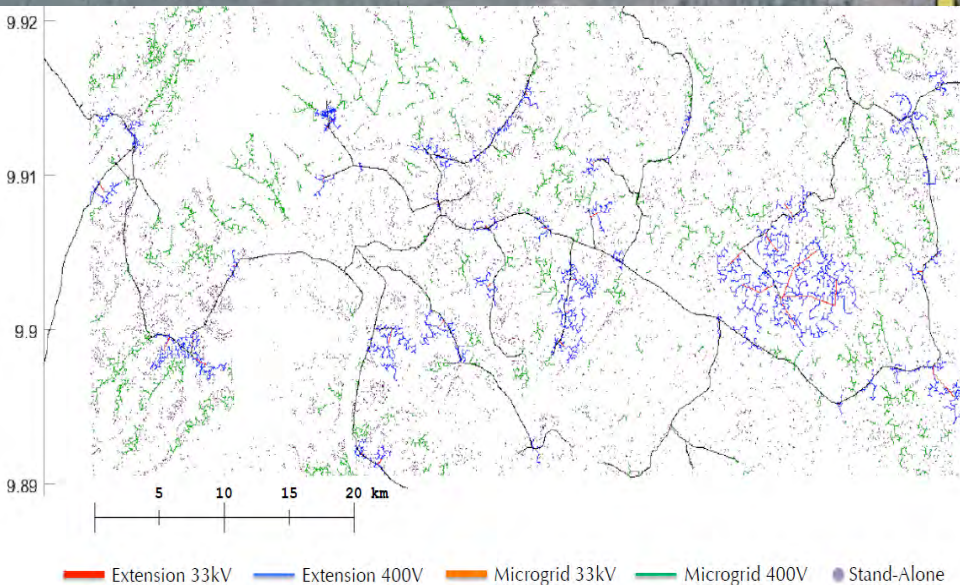 9.92
9.91
9.9
9.89
5 10 15 20 km
Extension 33kV Extension 400V Microgrid 33kV Microgrid 400V Stand-Alone